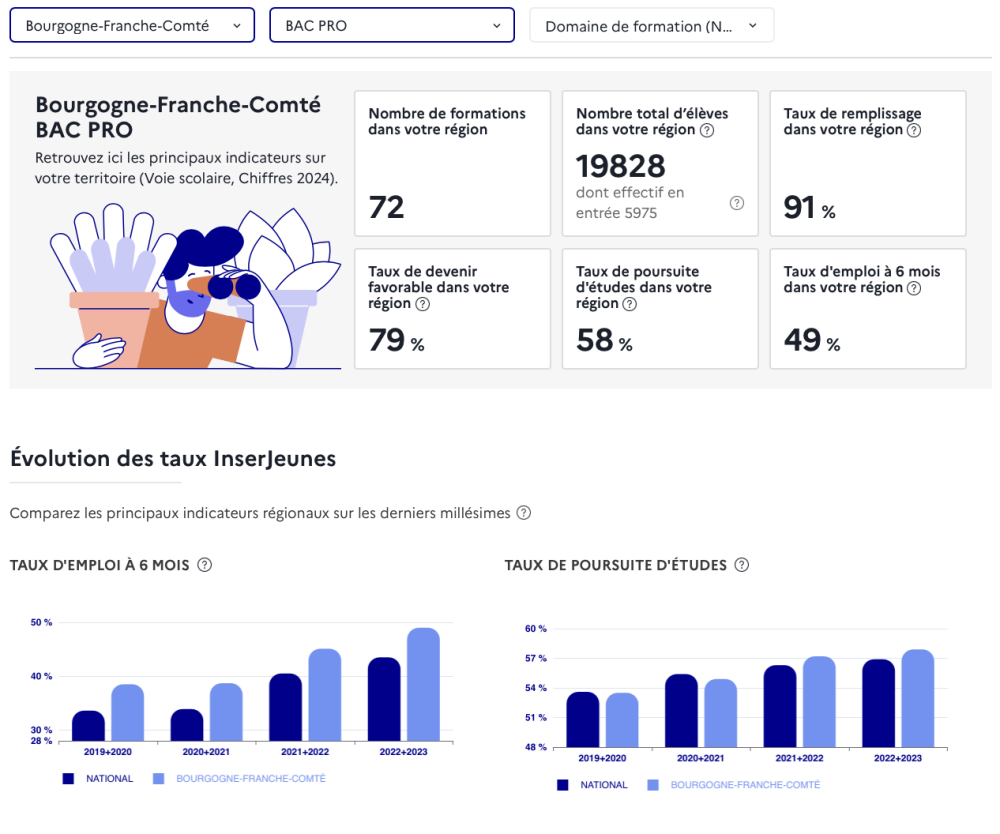 Bourgogne-Franche-Comté
BAC PRO
Domaine de formation (N...
Bourgogne-Franche-Comté
BAC PRO
Retrouvez ici les principaux indicateurs sur
votre territoire (Voie scolaire, Chiffres 2024).
Nombre de formations
dans votre région
72
Nombre total d'élèves
dans votre région ?
19828
dont effectif en
entrée 5975 ?
Taux de remplissage
dans votre région ?
91 %
Taux de devenir
favorable dans votre
région ?
79 %
Taux de poursuite
d'études dans votre
région ?
58 %
Taux d'emploi à 6 mois
dans votre région ?
49 %
Évolution des taux InserJeunes
Comparez les principaux indicateurs régionaux sur les derniers millésimes ?
TAUX D'EMPLOI À 6 MOIS ?
50 %
40 %
30 %
28 %
2019+2020 2020+2021 2021+2022 2022+2023
NATIONAL BOURGOGNE-FRANCHE-COMTÉ
TAUX DE POURSUITE D'ÉTUDES ?
60 %
57 %
54 %
51 %
48 %
2019+2020 2020+2021 2021+2022 2022+2023
NATIONAL BOURGOGNE-FRANCHE-COMTÉ